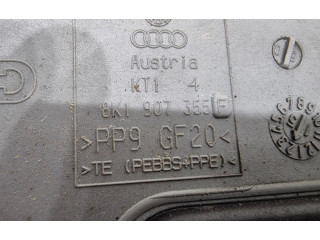 Austria
KTI 4
8K1 907 355 E
>PP9 GF20<
>TE (PEBBS+PPE)<